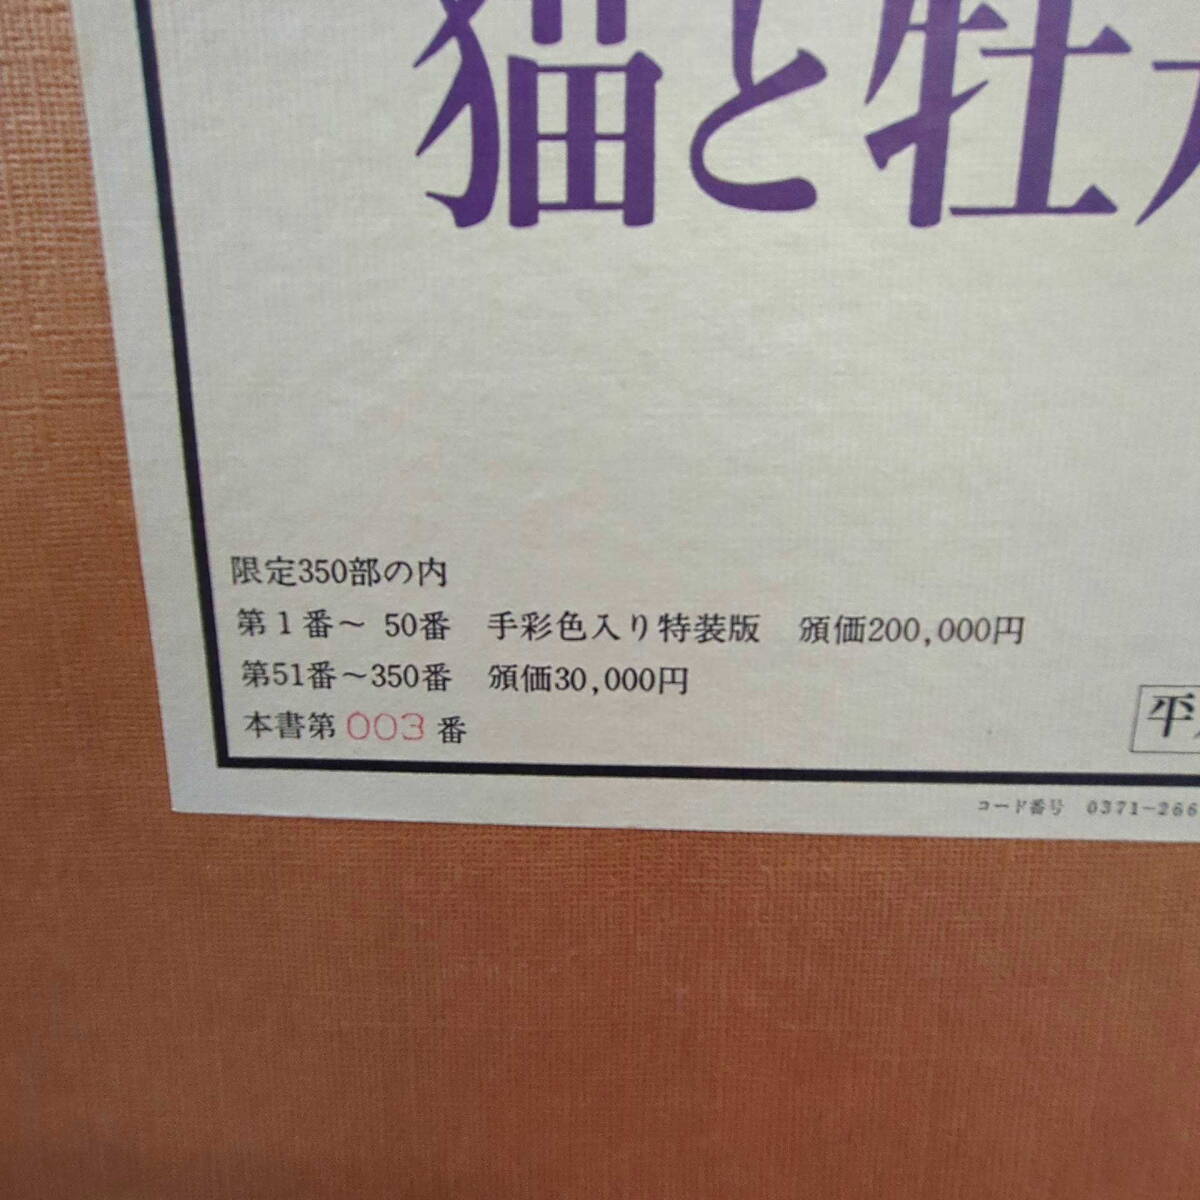 猫と牡
限定350部の内
第1番～ 50番 手彩色入り特装版 頒価200,000円
第51番～350番 頒価30,000円
本書第 003 番
平
コード番号 0371-266